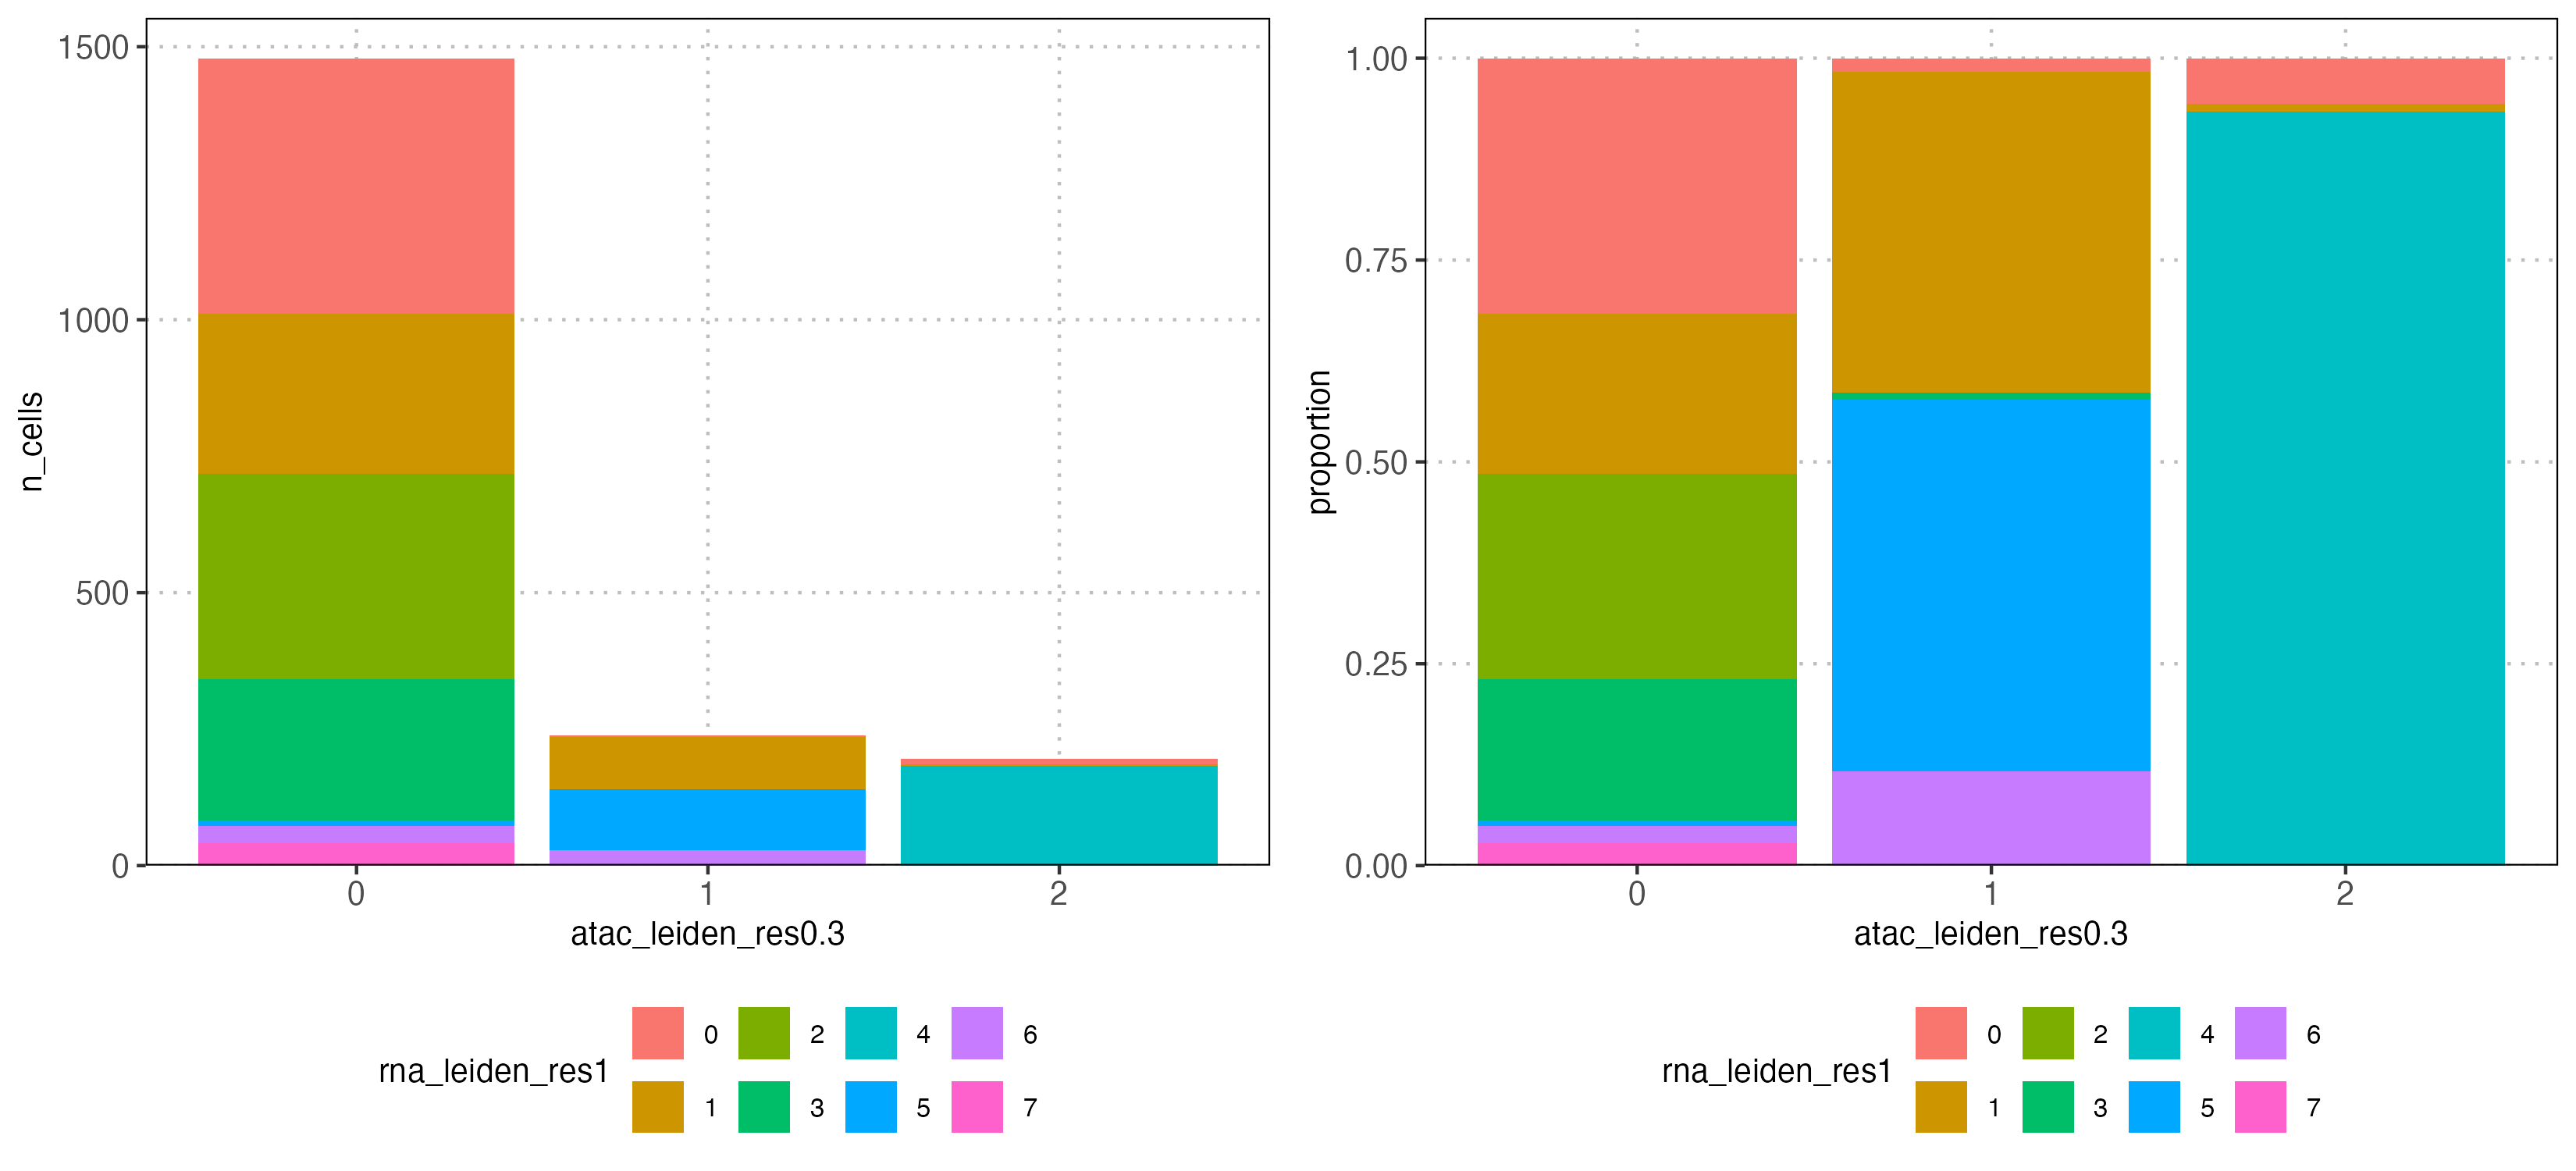 n_cells
1500
1000
500
0
0 1 2
atac_leiden_res0.3
rna_leiden_res1
0 2 4 6
1 3 5 7
proportion
1.00
0.75
0.50
0.25
0.00
0 1 2
atac_leiden_res0.3
rna_leiden_res1
0 2 4 6
1 3 5 7